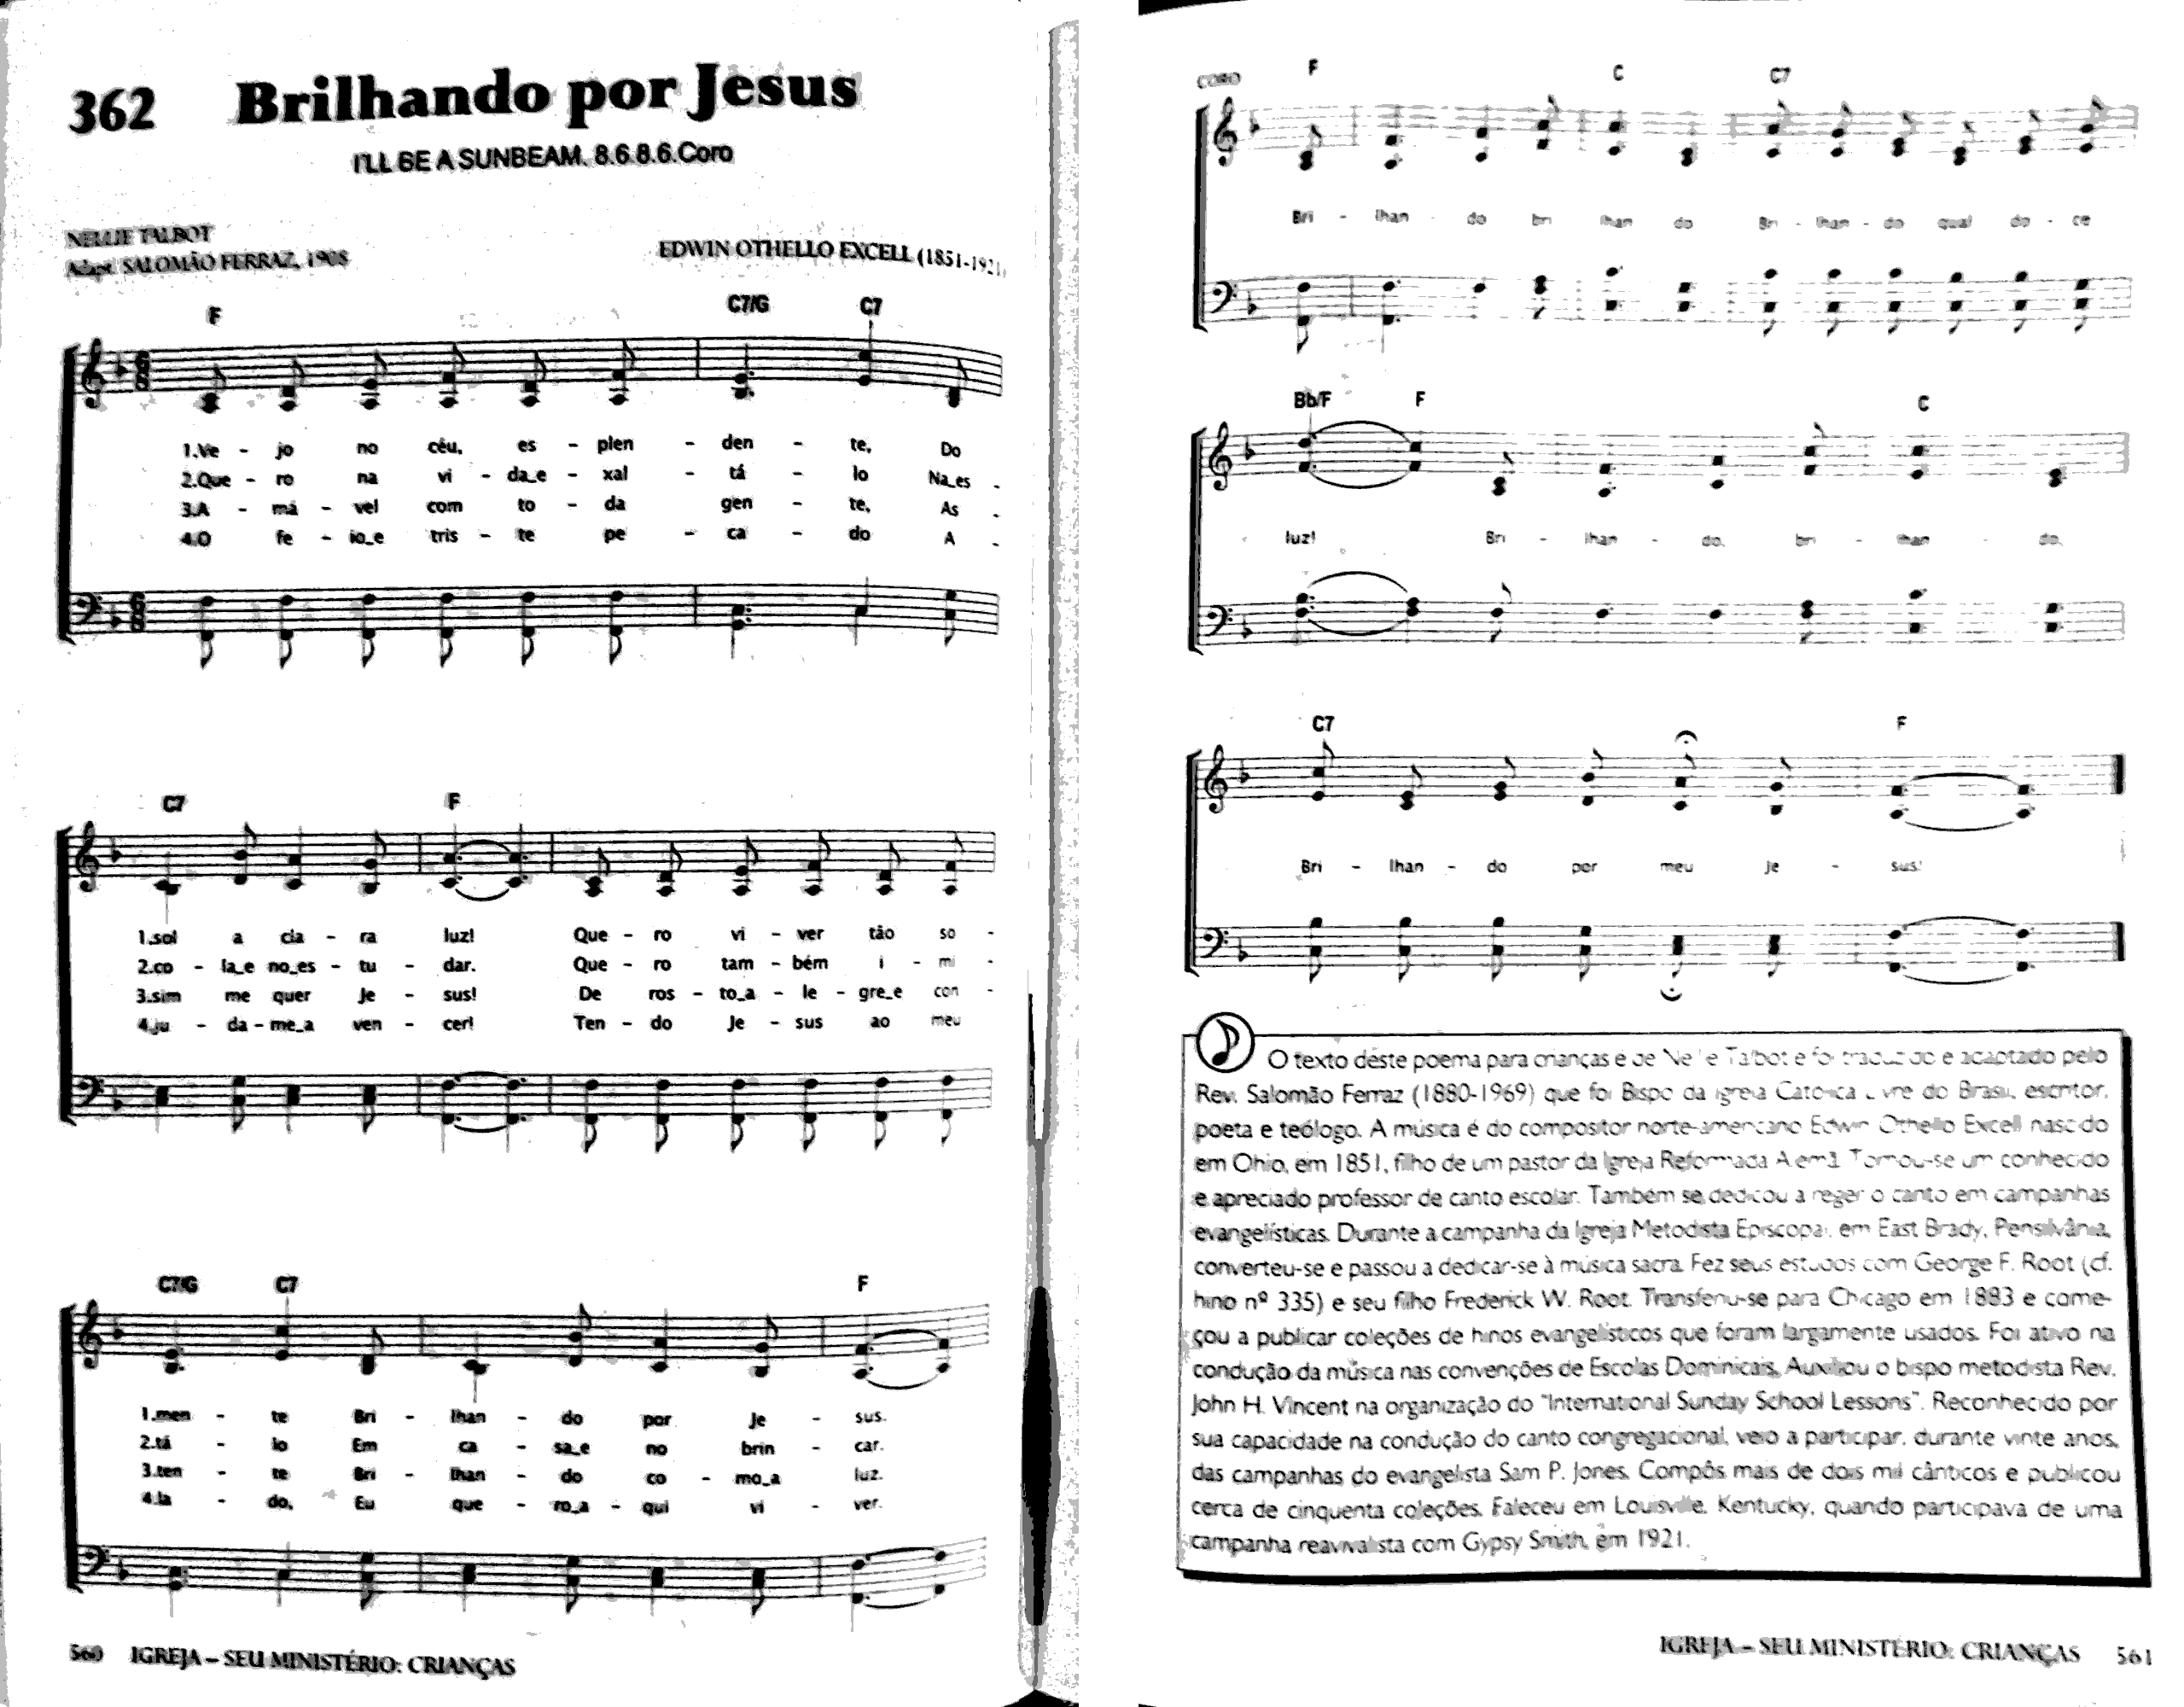 362 Brilhando por Jesus
I'LL BE A SUNBEAM. 8.6.8.6.Coro
NELLIE TALBOT
Adapt. SALOMÃO FERRAZ, 1908
EDWIN OTHELLO EXCELL (1851-1921)
F C7/G C7
1.Ve - jo no céu, es - plen - den - te, Do
2.Que - ro na vi - da_e - xal - tá - lo Na_es -
3.A - má - vel com to - da gen - te, As -
4.O fe - io_e tris - te pe - ca - do A -
C7 F
1.sol a cla - ra luz! Que - ro vi - ver tão so -
2.co - la_e no_es - tu - dar. Que - ro tam - bém i - mi -
3.sim me quer Je - sus! De ros - to_a - le - gre_e con -
4.ju - da-me_a ven - cer! Ten - do Je - sus ao meu
C7/G C7 F
1.men - te Bri - lhan - do por Je - sus.
2.tá - lo Em ca - sa_e no brin - car.
3.ten - te Bri - lhan - do co - mo_a luz.
4.la - do, Eu que - ro_a - qui vi - ver.
560 IGREJA – SEU MINISTÉRIO: CRIANÇAS
CORO F C C7
Bri - lhan - do bri lhan do Bri - lhan - do qual do - ce
Bb/F F C
luz! Bri - lhan - do, bri - lhan - do,
C7 F
Bri - lhan - do por meu Je - sus!
O texto deste poema para crianças é de Nellie Talbot e foi traduzido e adaptado pelo
Rev. Salomão Ferraz (1880-1969) que foi Bispo da Igreja Católica Livre do Brasil, escritor,
poeta e teólogo. A música é do compositor norte-americano Edwin Othello Excell nascido
em Ohio, em 1851, filho de um pastor da Igreja Reformada Alemã. Tornou-se um conhecido
e apreciado professor de canto escolar. Também se dedicou a reger o canto em campanhas
evangelísticas. Durante a campanha da Igreja Metodista Episcopal, em East Brady, Pensilvânia,
converteu-se e passou a dedicar-se à música sacra. Fez seus estudos com George F. Root (cf.
hino nº 335) e seu filho Frederick W. Root. Transferiu-se para Chicago em 1883 e come-
çou a publicar coleções de hinos evangelísticos que foram largamente usados. Foi ativo na
condução da música nas convenções de Escolas Dominicais. Auxiliou o bispo metodista Rev.
John H. Vincent na organização do "International Sunday School Lessons". Reconhecido por
sua capacidade na condução do canto congregacional, veio a participar, durante vinte anos,
das campanhas do evangelista Sam P. Jones. Compôs mais de dois mil cânticos e publicou
cerca de cinquenta coleções. Faleceu em Louisville, Kentucky, quando participava de uma
campanha reavivalista com Gypsy Smith, em 1921.
IGREJA – SEU MINISTÉRIO: CRIANÇAS 561